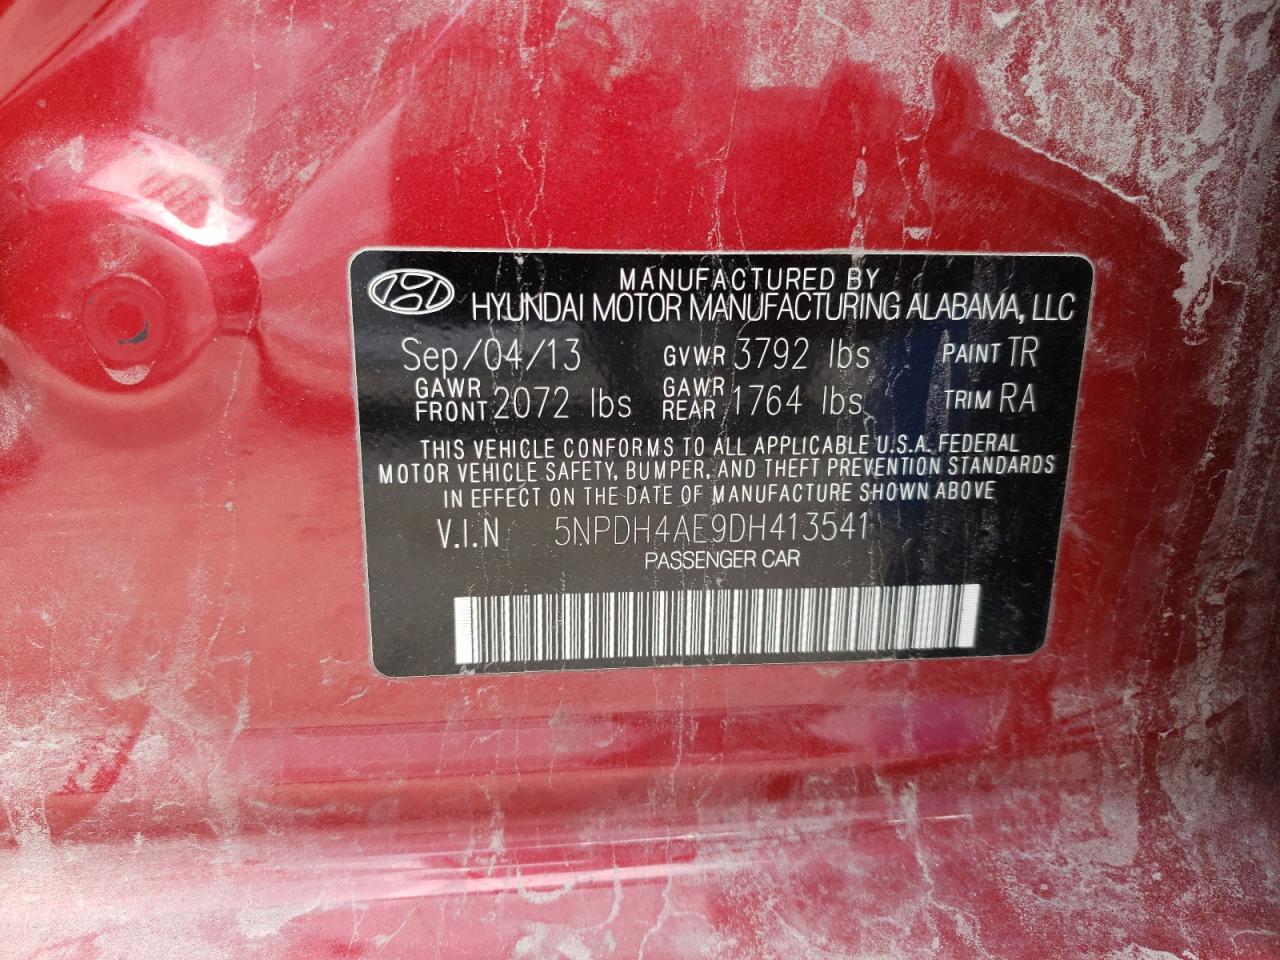 MANUFACTURED BY
HYUNDAI MOTOR MANUFACTURING ALABAMA, LLC
Sep/04/13 GVWR 3792 lbs PAINT TR
GAWR FRONT 2072 lbs GAWR REAR 1764 lbs TRIM RA
THIS VEHICLE CONFORMS TO ALL APPLICABLE U.S.A. FEDERAL
MOTOR VEHICLE SAFETY, BUMPER, AND THEFT PREVENTION STANDARDS
IN EFFECT ON THE DATE OF MANUFACTURE SHOWN ABOVE
V.I.N 5NPDH4AE9DH413541
PASSENGER CAR